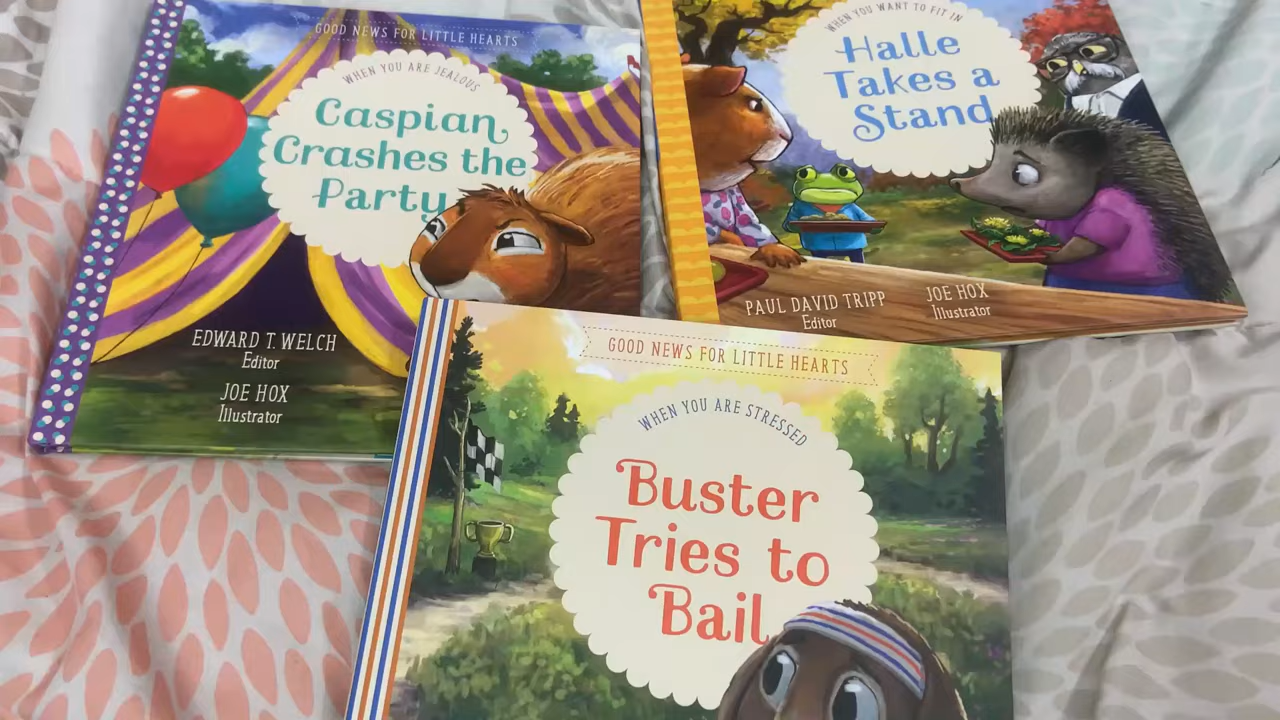 GOOD NEWS FOR LITTLE HEARTS
WHEN YOU ARE JEALOUS
Caspian
Crashes the
Party
EDWARD T. WELCH
Editor
JOE HOX
Illustrator
WHEN YOU WANT TO FIT IN
Halle
Takes a
Stand
PAUL DAVID TRIPP
Editor
JOE HOX
Illustrator
GOOD NEWS FOR LITTLE HEARTS
WHEN YOU ARE STRESSED
Buster
Tries to
Bail